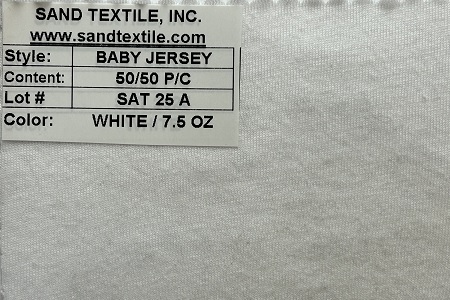 SAND TEXTILE, INC.
www.sandtextile.com
Style: BABY JERSEY
Content: 50/50 P/C
Lot # SAT 25 A
Color: WHITE / 7.5 OZ